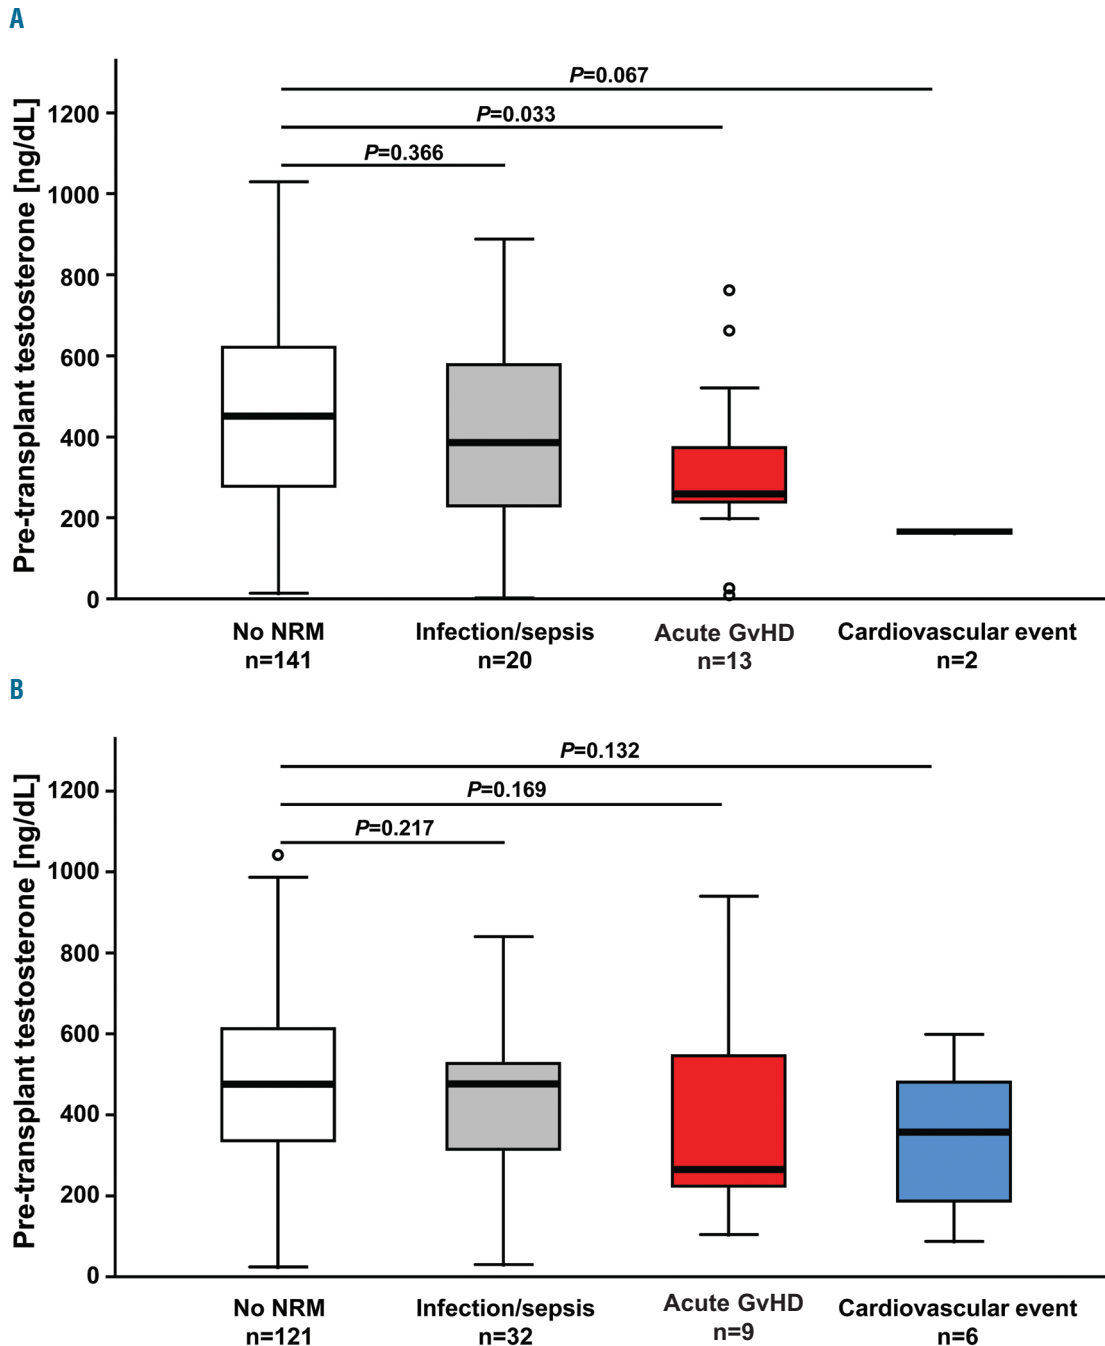 A
Pre-transplant testosterone [ng/dL]
1200
1000
800
600
400
200
0
P=0.067
P=0.033
P=0.366
No NRM
n=141
Infection/sepsis
n=20
Acute GvHD
n=13
Cardiovascular event
n=2
B
Pre-transplant testosterone [ng/dL]
1200
1000
800
600
400
200
0
P=0.132
P=0.169
P=0.217
No NRM
n=121
Infection/sepsis
n=32
Acute GvHD
n=9
Cardiovascular event
n=6